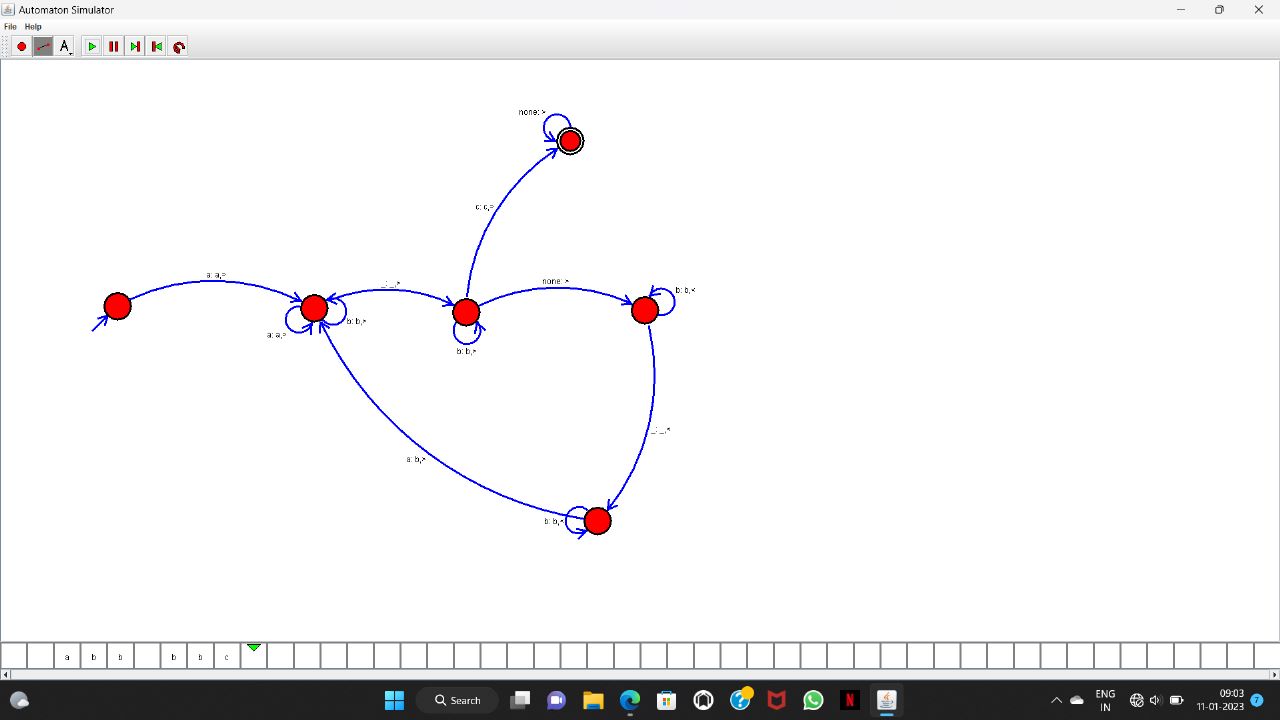 Automaton Simulator
File Help
A
none: >
c: c,>
a: a,>
_: _,>
none: >
b: b,<
b: b,>
a: a,>
b: b,>
_: _,<
a: b,>
b: b,<
a b b b b c
Search
N
ENG
IN
09:03
11-01-2023
7